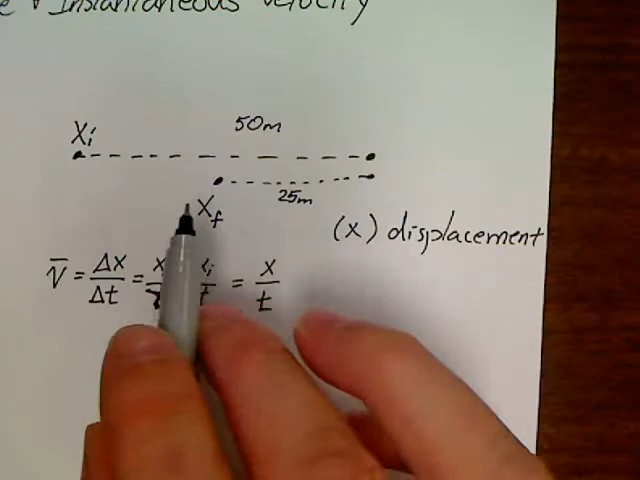 & Instantaneous Velocity
50m
Xi
25m
Xf
(x) displacement
V̅ = Δx/Δt = = x/t